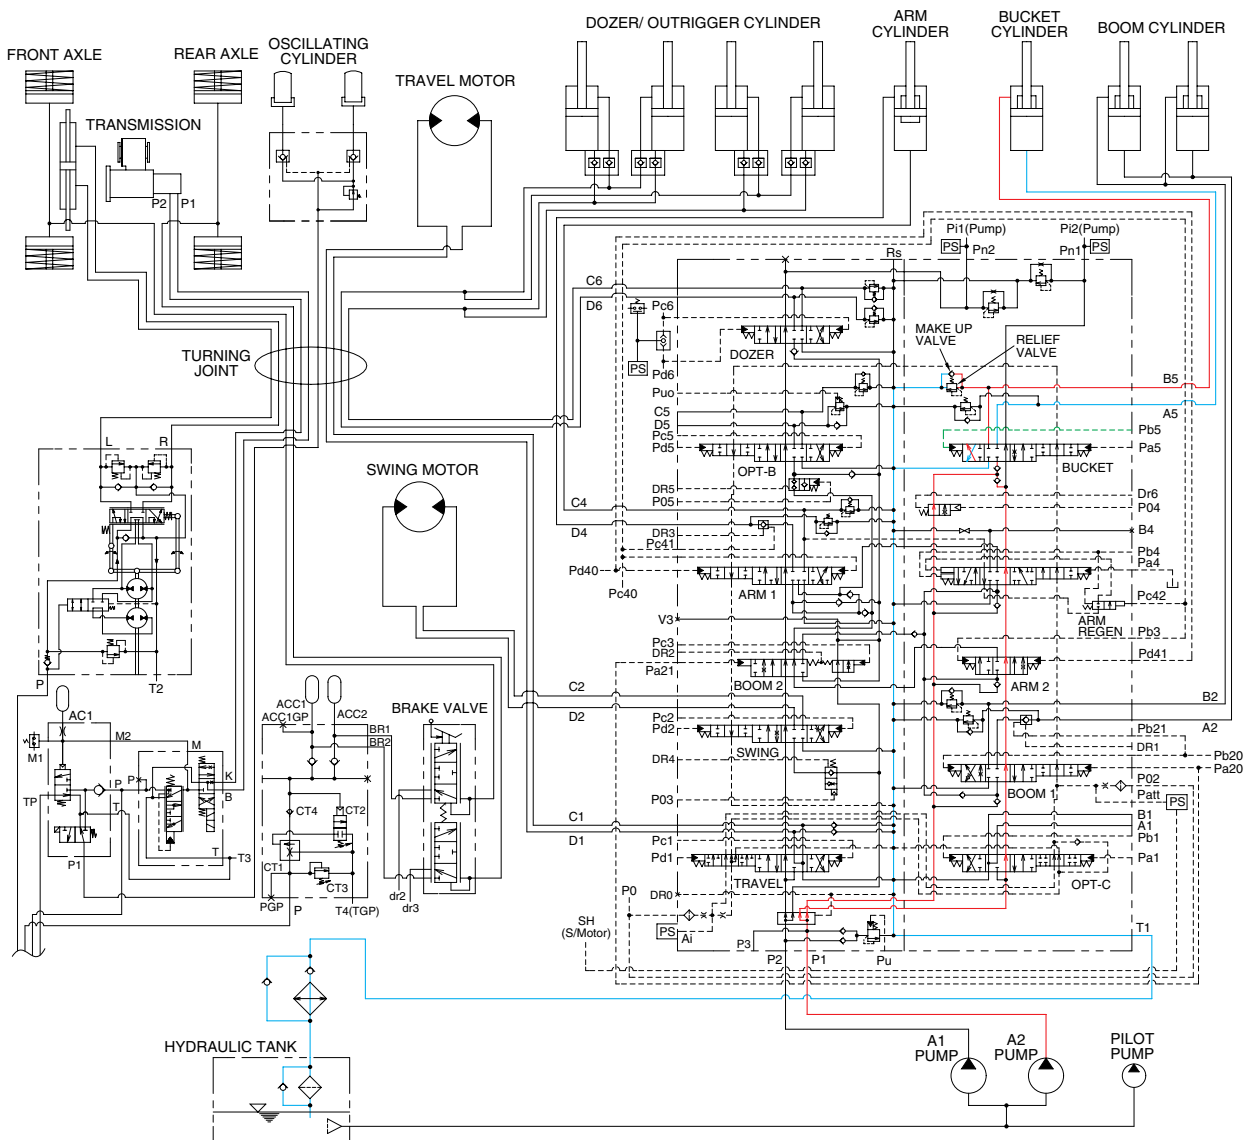 DOZER/ OUTRIGGER CYLINDER
ARM
CYLINDER
BUCKET
CYLINDER
BOOM CYLINDER
FRONT AXLE
REAR AXLE
OSCILLATING
CYLINDER
TRAVEL MOTOR
TRANSMISSION
P2
P1
TURNING
JOINT
Pi1(Pump)
Pi2(Pump)
PS
Pn2
Pn1
PS
Rs
C6
D6
Pc6
DOZER
PS
Pd6
MAKE UP
VALVE
RELIEF
VALVE
Puo
C5
D5
Pc5
Pd5
OPT-B
B5
A5
Pb5
Pa5
BUCKET
L
R
SWING MOTOR
DR5
P05
C4
D4
DR3
Pc41
Pd40
Pc40
ARM 1
Dr6
P04
B4
Pb4
Pa4
Pc42
ARM
REGEN
Pb3
V3
Pc3
DR2
Pa21
BOOM 2
Pd41
ARM 2
P
T2
AC1
M2
M1
M
P
P
K
B
TP
T
T
T3
P1
ACC1
ACC1GP
ACC2
BR1
BR2
BRAKE VALVE
CT4
CT2
CT1
CT3
PGP
P
T4(TGP)
dr2
dr3
C2
D2
Pc2
Pd2
SWING
DR4
P03
B2
A2
Pb21
DR1
Pb20
Pa20
BOOM 1
P02
Patt
PS
B1
A1
C1
D1
Pc1
Pd1
TRAVEL
Pb1
Pa1
OPT-C
P0
DR0
SH
(S/Motor)
PS
Ai
P3
P2
P1
Pu
T1
HYDRAULIC TANK
A1
PUMP
A2
PUMP
PILOT
PUMP